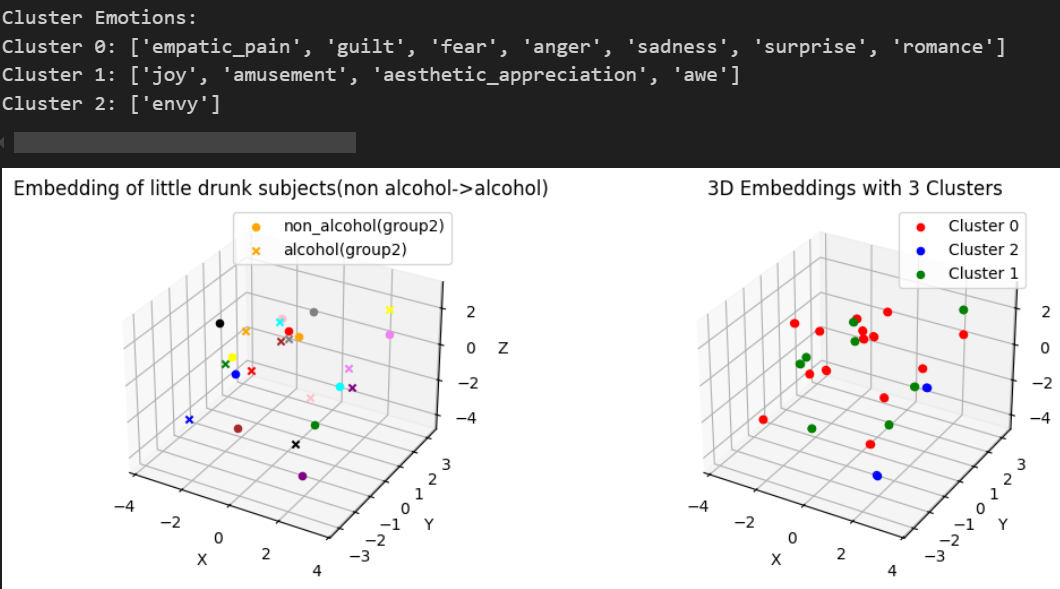 Cluster Emotions:
Cluster 0: ['empatic_pain', 'guilt', 'fear', 'anger', 'sadness', 'surprise', 'romance']
Cluster 1: ['joy', 'amusement', 'aesthetic_appreciation', 'awe']
Cluster 2: ['envy']
Embedding of little drunk subjects(non alcohol->alcohol)
non_alcohol(group2)
alcohol(group2)
2
0
−2
−4
Z
3
2
1
0
−1
−2
−3
Y
−4
−2
0
2
4
X
3D Embeddings with 3 Clusters
Cluster 0
Cluster 2
Cluster 1
2
0
−2
−4
3
2
1
0
−1
−2
−3
Y
−4
−2
0
2
4
X